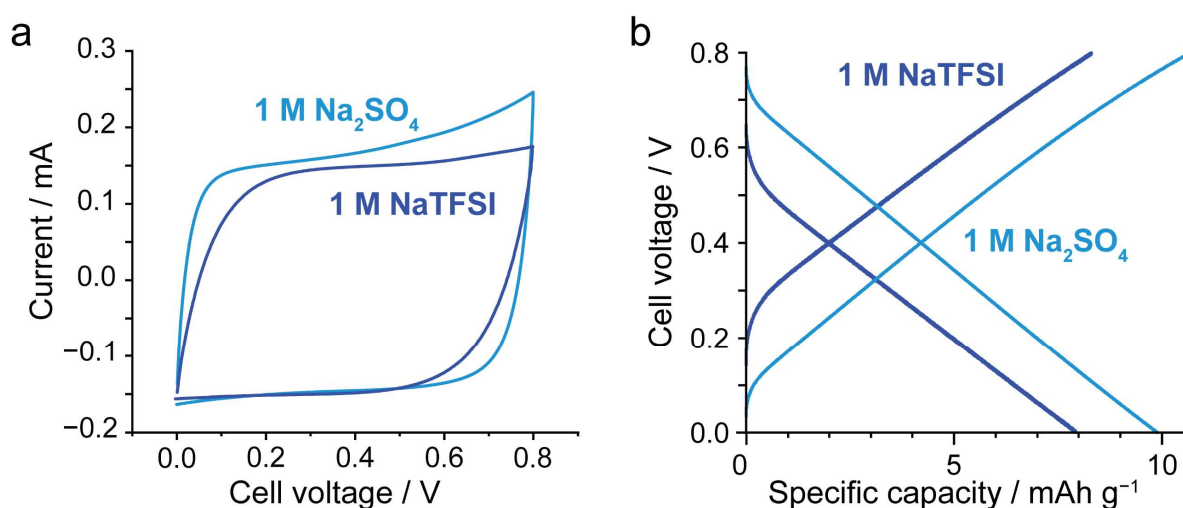 a
0.3
0.2
0.1
0.0
−0.1
−0.2
Current / mA
1 M Na₂SO₄
1 M NaTFSI
0.0 0.2 0.4 0.6 0.8
Cell voltage / V
b
0.8
0.6
0.4
0.2
0.0
Cell voltage / V
1 M NaTFSI
1 M Na₂SO₄
0 5 10
Specific capacity / mAh g⁻¹